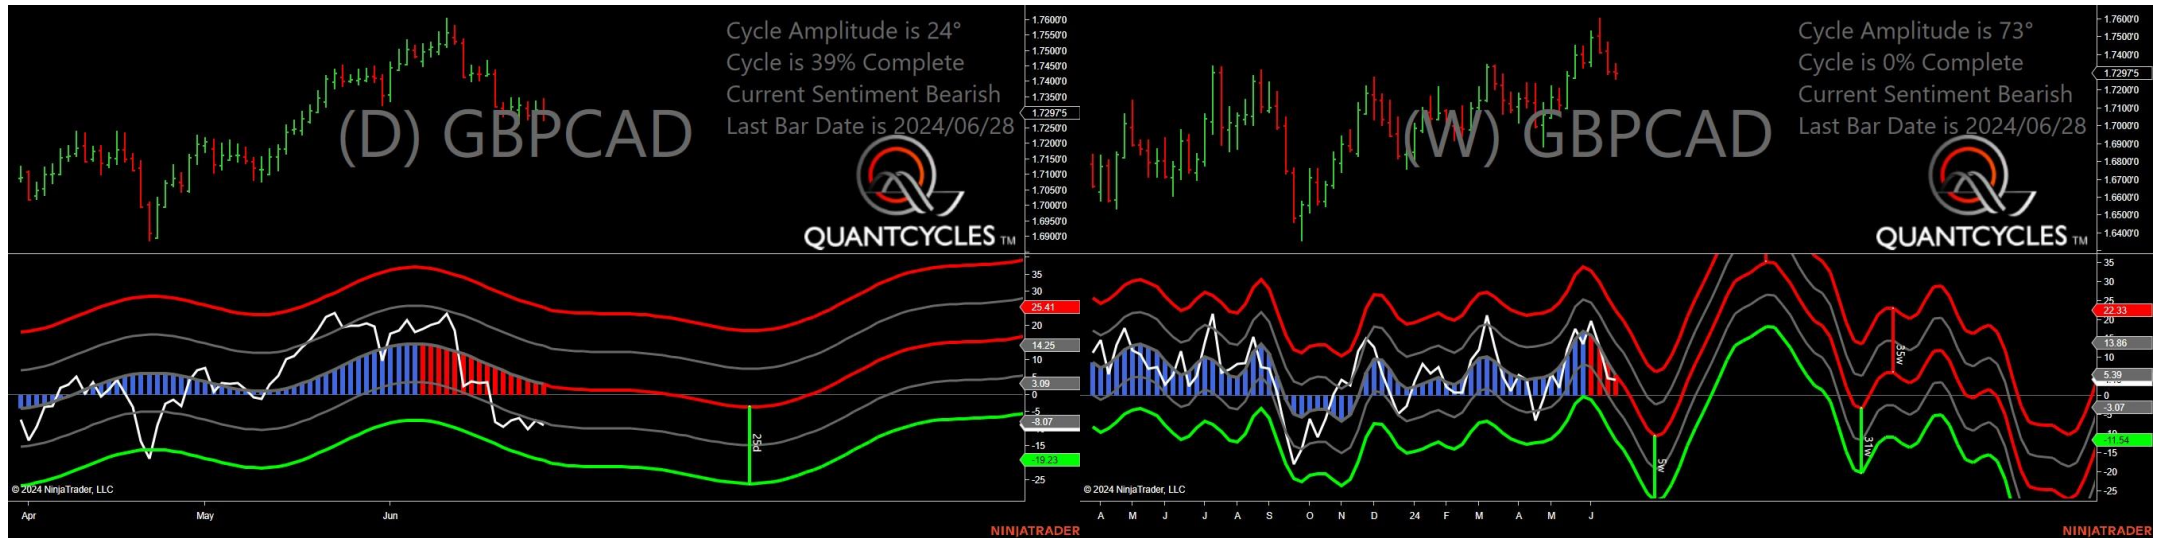 Cycle Amplitude is 24°
Cycle is 39% Complete
Current Sentiment Bearish
Last Bar Date is 2024/06/28
(D) GBPCAD
QUANTCYCLES TM
1.7600'0
1.7550'0
1.7500'0
1.7450'0
1.7400'0
1.7350'0
1.7297'5
1.7250'0
1.7200'0
1.7150'0
1.7100'0
1.7050'0
1.7000'0
1.6950'0
1.6900'0
35
30
25.41
20
14.25
10
3.09
0
-5
-8.07
-15
-19.23
-25
25d
© 2024 NinjaTrader, LLC
Apr May Jun
NINJATRADER
Cycle Amplitude is 73°
Cycle is 0% Complete
Current Sentiment Bearish
Last Bar Date is 2024/06/28
(W) GBPCAD
QUANTCYCLES TM
1.7600'0
1.7500'0
1.7400'0
1.7297'5
1.7200'0
1.7100'0
1.7000'0
1.6900'0
1.6800'0
1.6700'0
1.6600'0
1.6500'0
1.6400'0
35
30
25
22.33
20
13.86
10
5.39
0
-3.07
-11.54
-15
-20
-25
5w
31w
35w
© 2024 NinjaTrader, LLC
A M J J A S O N D 24 F M A M J
NINJATRADER